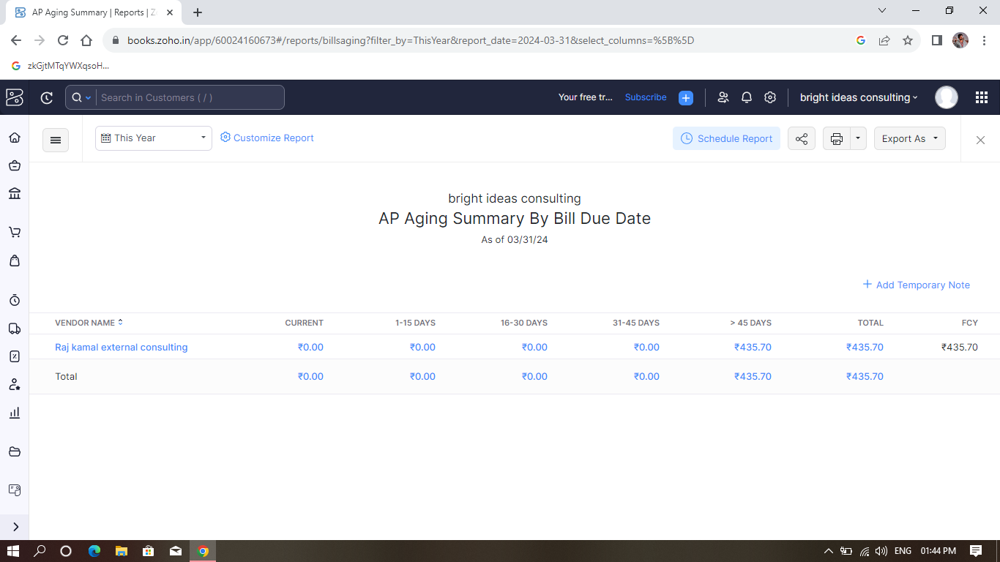 AP Aging Summary | Reports | Z
books.zoho.in/app/60024160673#/reports/billsaging?filter_by=ThisYear&report_date=2024-03-31&select_columns=%5B%5D
zkGjtMTqYWXqsoH...
Search in Customers ( / )
Your free tr... Subscribe
bright ideas consulting
This Year
Customize Report
Schedule Report
Export As
bright ideas consulting
AP Aging Summary By Bill Due Date
As of 03/31/24
Add Temporary Note
VENDOR NAME CURRENT 1-15 DAYS 16-30 DAYS 31-45 DAYS > 45 DAYS TOTAL FCY
Raj kamal external consulting ₹0.00 ₹0.00 ₹0.00 ₹0.00 ₹435.70 ₹435.70 ₹435.70
Total ₹0.00 ₹0.00 ₹0.00 ₹0.00 ₹435.70 ₹435.70
ENG 01:44 PM